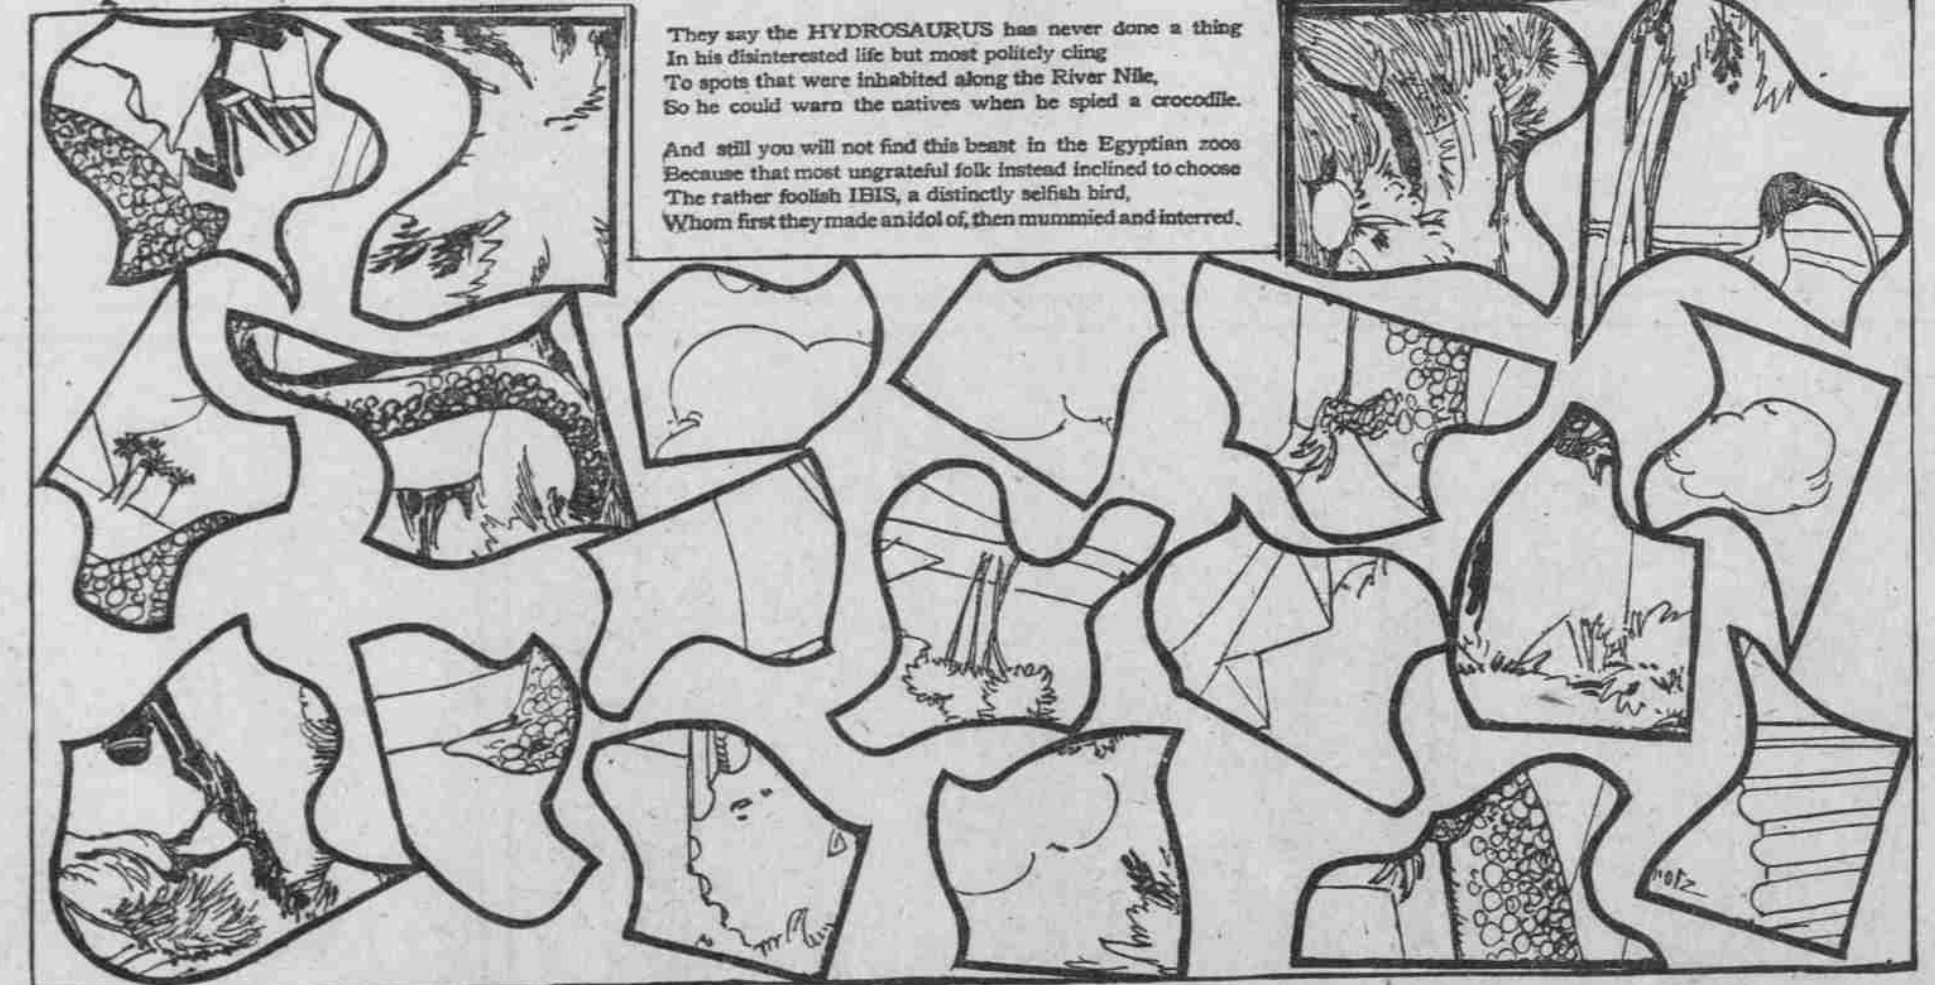 They say the HYDROSAURUS has never done a thing
In his disinterested life but most politely cling
To spots that were inhabited along the River Nile,
So he could warn the natives when he spied a crocodile.
And still you will not find this beast in the Egyptian zoos
Because that most ungrateful folk instead inclined to choose
The rather foolish IBIS, a distinctly selfish bird,
Whom first they made an idol of, then mummied and interred.